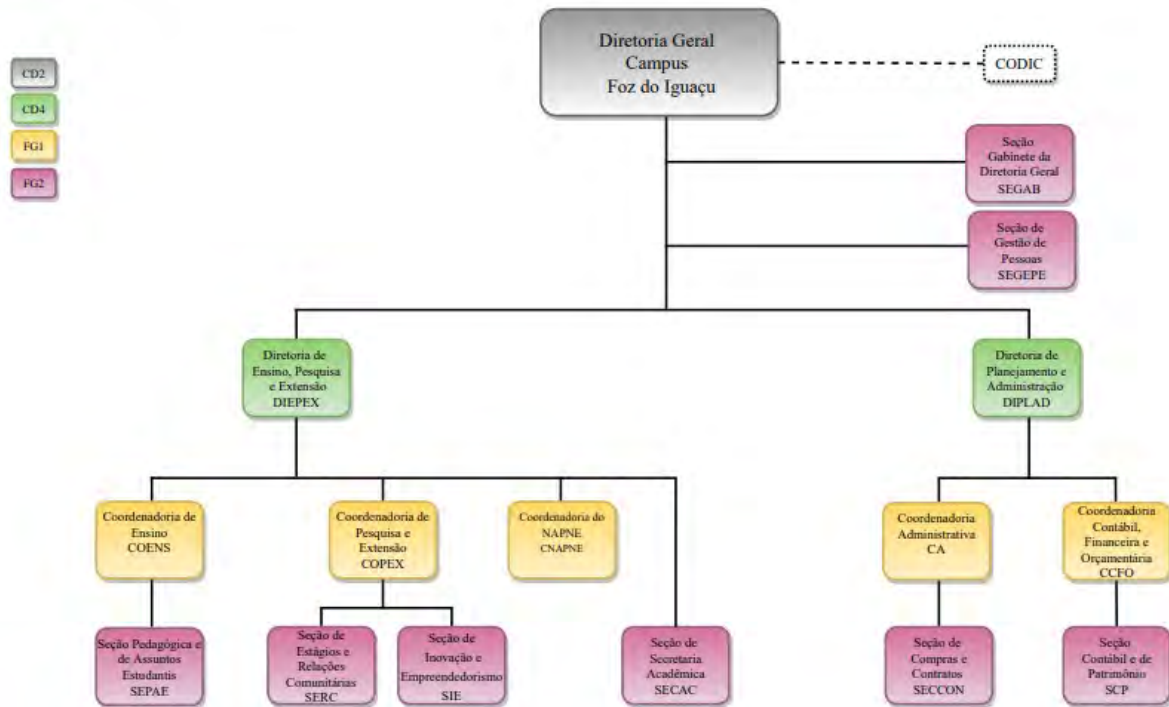 Diretoria Geral
Campus
Foz do Iguaçu
CODIC
CD2
CD4
FG1
FG2
Seção
Gabinete da
Diretoria Geral
SEGAB
Seção de
Gestão de
Pessoas
SEGEPE
Diretoria de
Ensino, Pesquisa
e Extensão
DIEPEX
Diretoria de
Planejamento e
Administração
DIPLAD
Coordenadoria de
Ensino
COENS
Coordenadoria de
Pesquisa e
Extensão
COPEX
Coordenadoria do
NAPNE
CNAPNE
Coordenadoria
Administrativa
CA
Coordenadoria
Contábil,
Financeira e
Orçamentária
CCFO
Seção Pedagógica e
de Assuntos
Estudantis
SEPAE
Seção de
Estágios e
Relações
Comunitárias
SERC
Seção de
Inovação e
Empreendedorismo
SIE
Seção de
Secretaria
Acadêmica
SECAC
Seção de
Compras e
Contratos
SECCON
Seção
Contábil e de
Patrimônio
SCP